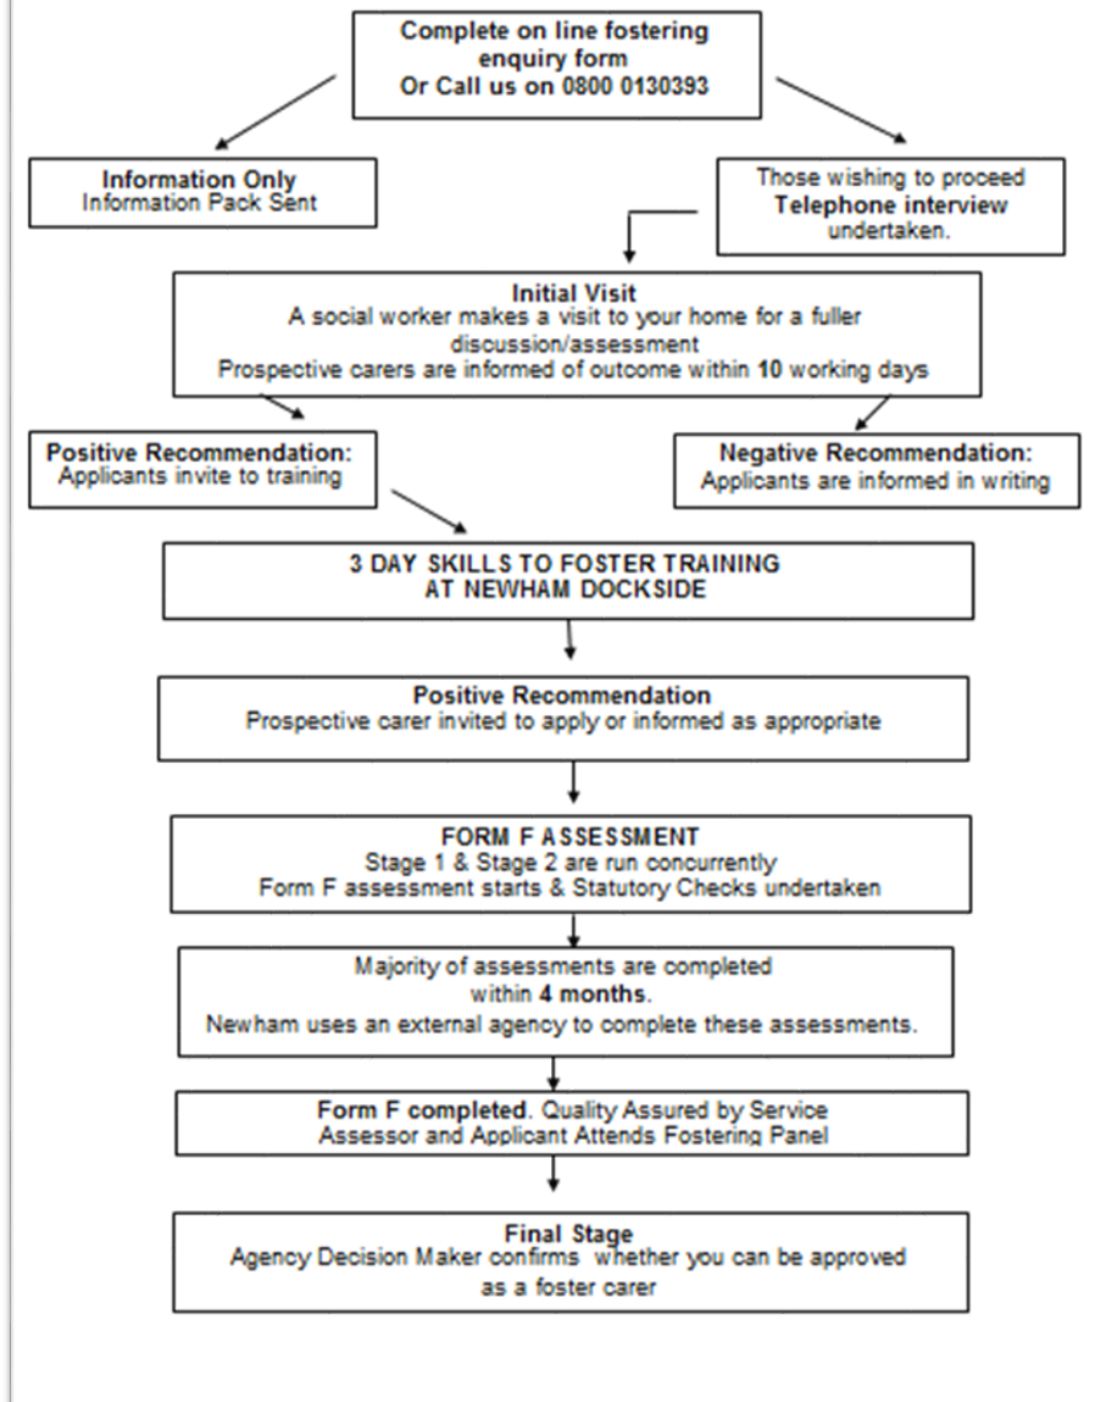 Complete on line fostering
enquiry form
Or Call us on 0800 0130393
Information Only
Information Pack Sent
Those wishing to proceed
Telephone interview
undertaken.
Initial Visit
A social worker makes a visit to your home for a fuller
discussion/assessment
Prospective carers are informed of outcome within 10 working days
Positive Recommendation:
Applicants invite to training
Negative Recommendation:
Applicants are informed in writing
3 DAY SKILLS TO FOSTER TRAINING
AT NEWHAM DOCKSIDE
Positive Recommendation
Prospective carer invited to apply or informed as appropriate
FORM F ASSESSMENT
Stage 1 & Stage 2 are run concurrently
Form F assessment starts & Statutory Checks undertaken
Majority of assessments are completed
within 4 months.
Newham uses an external agency to complete these assessments.
Form F completed. Quality Assured by Service
Assessor and Applicant Attends Fostering Panel
Final Stage
Agency Decision Maker confirms whether you can be approved
as a foster carer